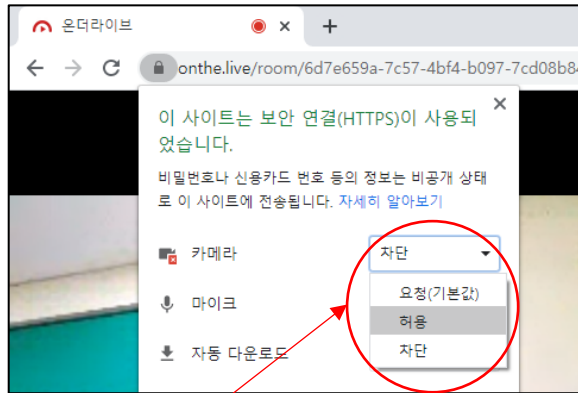 온더라이브
onthe.live/room/6d7e659a-7c57-4bf4-b097-7cd08b84
이 사이트는 보안 연결(HTTPS)이 사용되
었습니다.
비밀번호나 신용카드 번호 등의 정보는 비공개 상태
로 이 사이트에 전송됩니다. 자세히 알아보기
카메라 차단
요청(기본값)
마이크
허용
자동 다운로드 차단